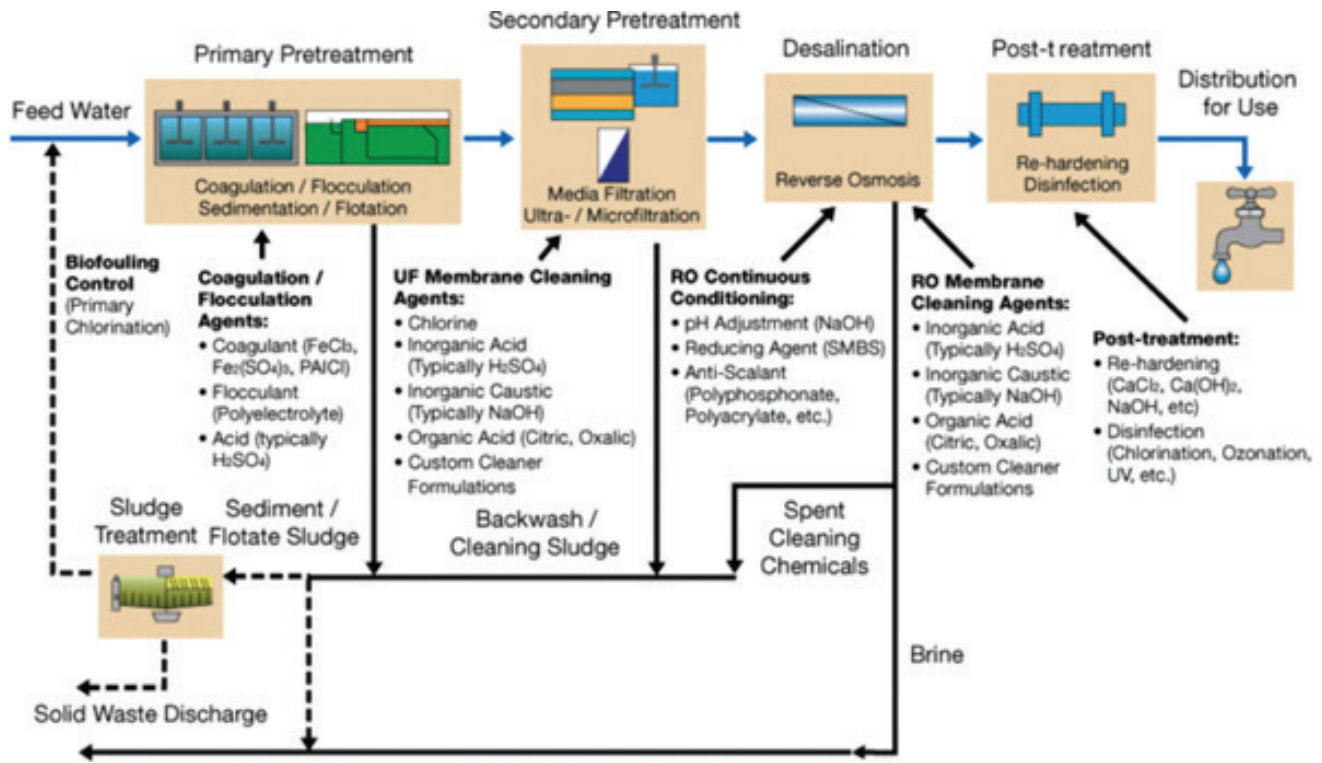 Feed Water
Primary Pretreatment
Coagulation / Flocculation
Sedimentation / Flotation
Secondary Pretreatment
Media Filtration
Ultra- / Microfiltration
Desalination
Reverse Osmosis
Post-t reatment
Re-hardening
Disinfection
Distribution
for Use
Biofouling
Control
(Primary
Chlorination)
Coagulation /
Flocculation
Agents:
• Coagulant (FeCl₃,
Fe₂(SO₄)₃, PAlCl)
• Flocculant
(Polyelectrolyte)
• Acid (typically
H₂SO₄)
UF Membrane Cleaning
Agents:
• Chlorine
• Inorganic Acid
(Typically H₂SO₄)
• Inorganic Caustic
(Typically NaOH)
• Organic Acid (Citric, Oxalic)
• Custom Cleaner
Formulations
RO Continuous
Conditioning:
• pH Adjustment (NaOH)
• Reducing Agent (SMBS)
• Anti-Scalant
(Polyphosphonate,
Polyacrylate, etc.)
RO Membrane
Cleaning Agents:
• Inorganic Acid
(Typically H₂SO₄)
• Inorganic Caustic
(Typically NaOH)
• Organic Acid
(Citric, Oxalic)
• Custom Cleaner
Formulations
Post-treatment:
• Re-hardening
(CaCl₂, Ca(OH)₂,
NaOH, etc)
• Disinfection
(Chlorination, Ozonation,
UV, etc.)
Sludge
Treatment
Sediment /
Flotate Sludge
Backwash /
Cleaning Sludge
Spent
Cleaning
Chemicals
Brine
Solid Waste Discharge